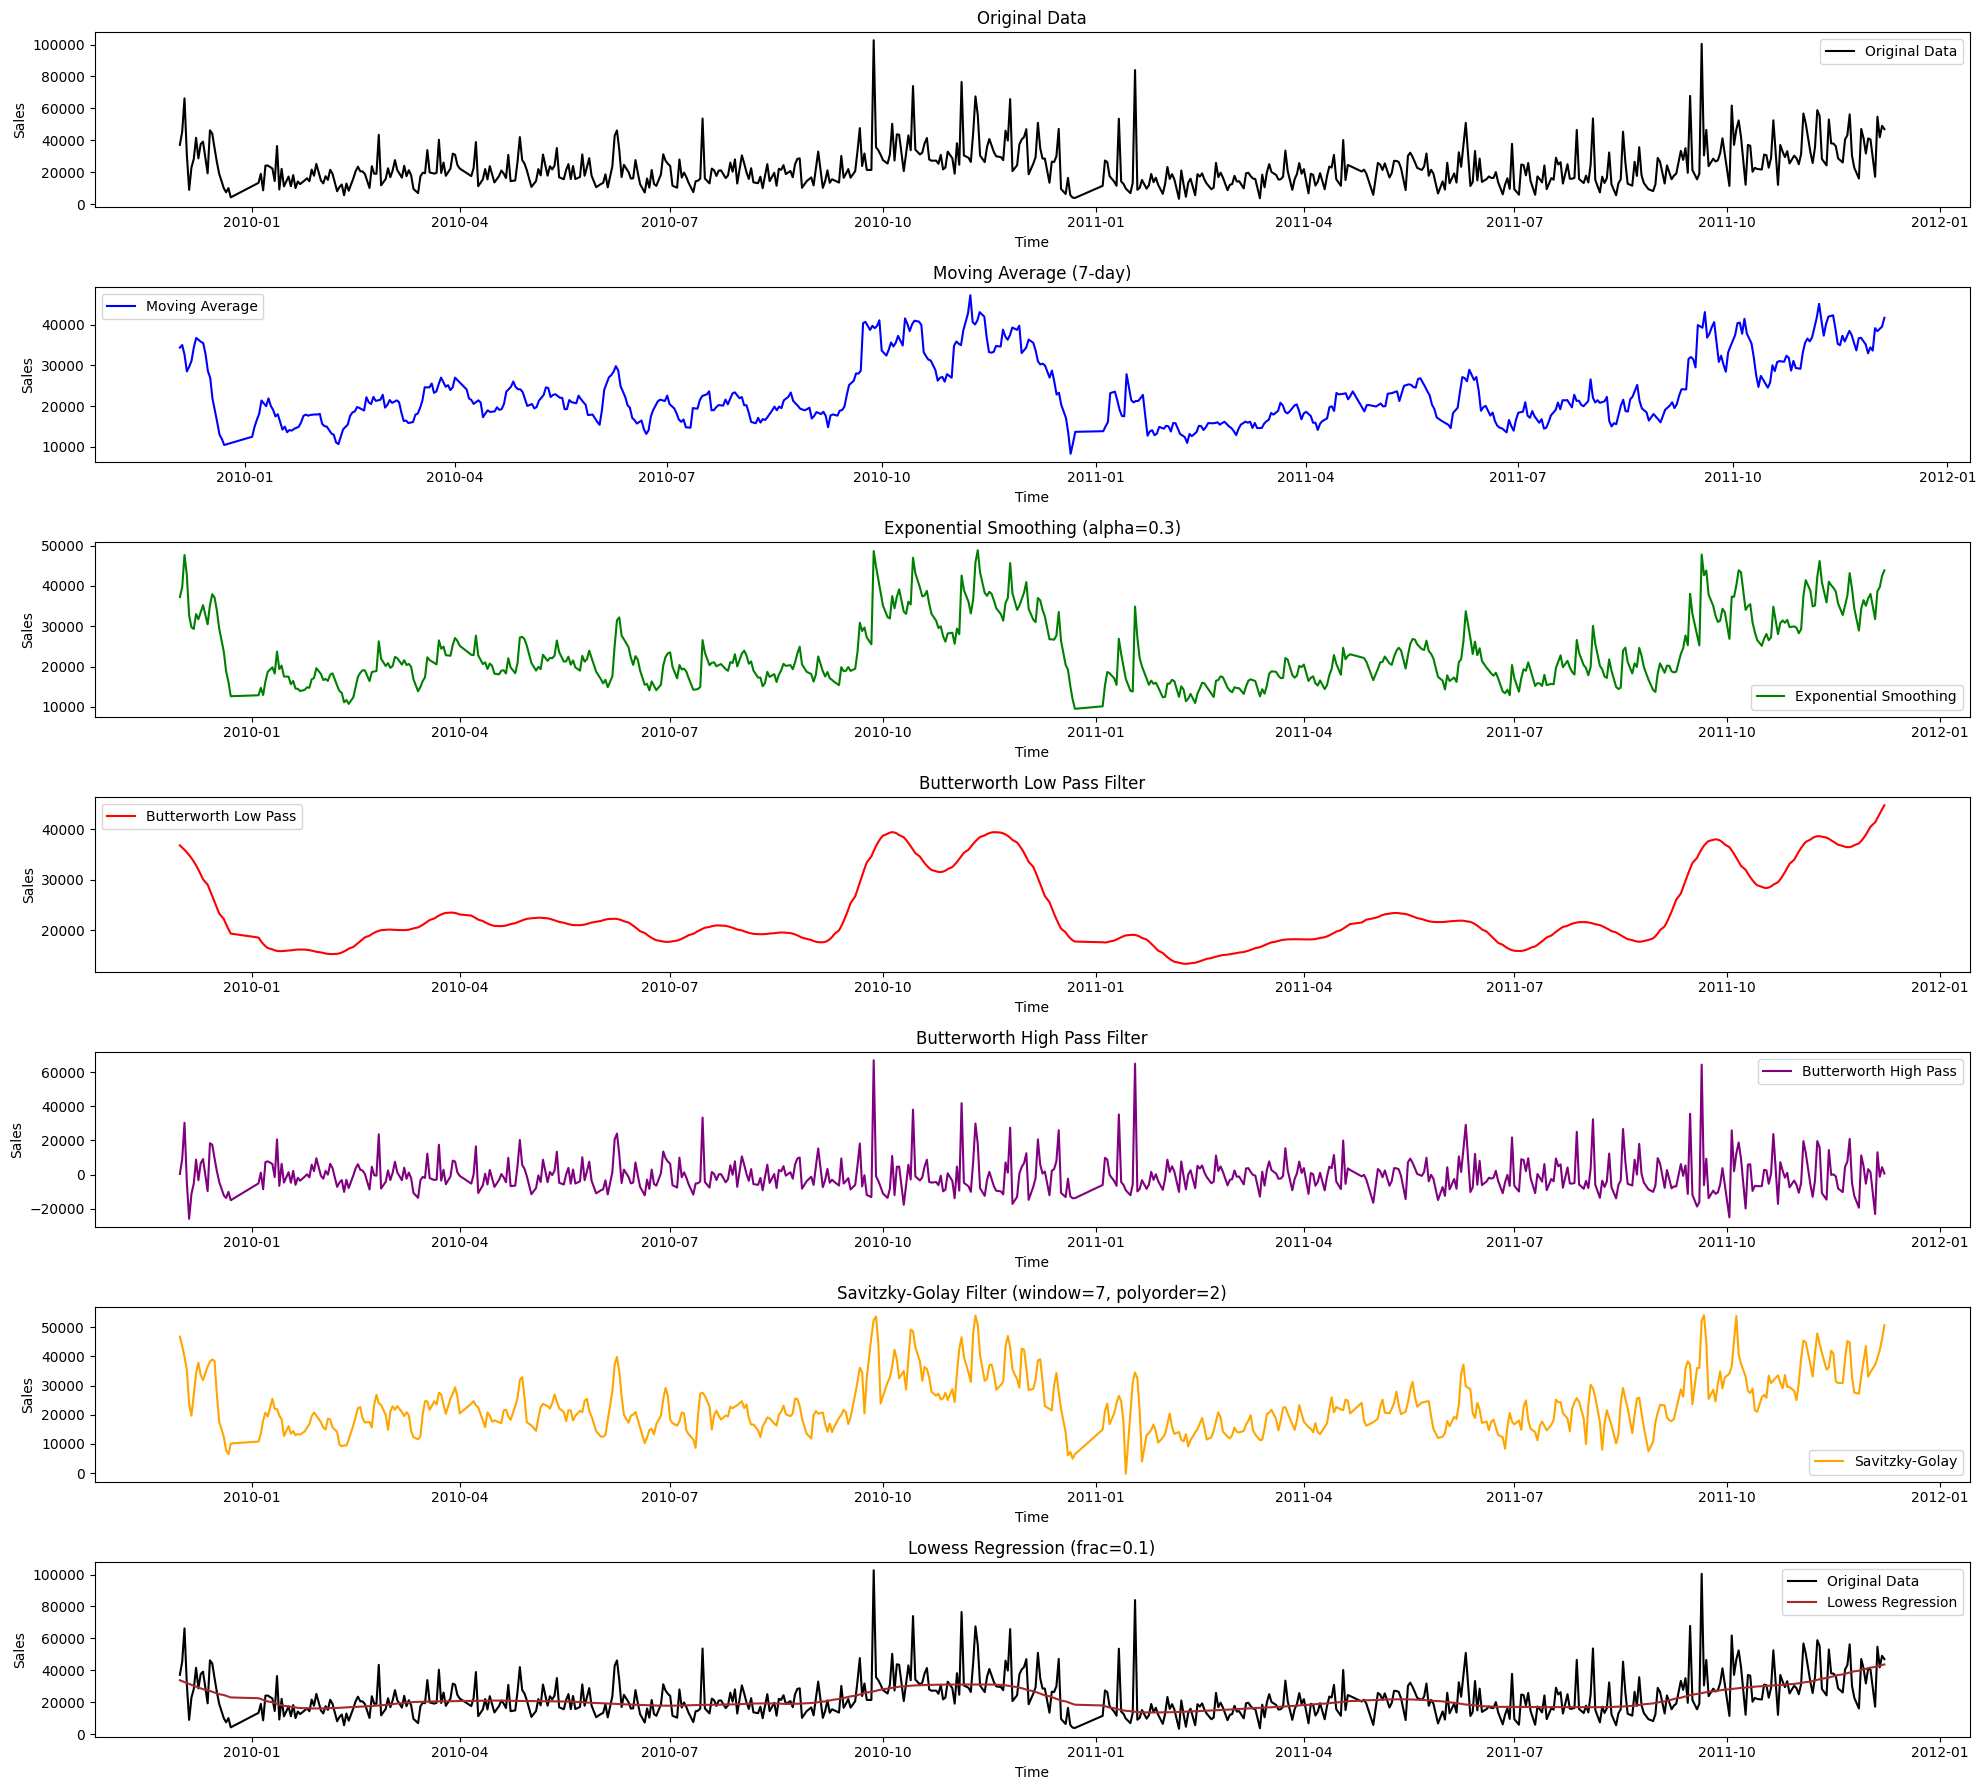 Original Data
100000
80000
60000
40000
20000
0
Sales
Original Data
2010-01 2010-04 2010-07 2010-10 2011-01 2011-04 2011-07 2011-10 2012-01
Time
Moving Average (7-day)
40000
30000
20000
10000
Sales
Moving Average
2010-01 2010-04 2010-07 2010-10 2011-01 2011-04 2011-07 2011-10 2012-01
Time
Exponential Smoothing (alpha=0.3)
50000
40000
30000
20000
10000
Sales
Exponential Smoothing
2010-01 2010-04 2010-07 2010-10 2011-01 2011-04 2011-07 2011-10 2012-01
Time
Butterworth Low Pass Filter
40000
30000
20000
Sales
Butterworth Low Pass
2010-01 2010-04 2010-07 2010-10 2011-01 2011-04 2011-07 2011-10 2012-01
Time
Butterworth High Pass Filter
60000
40000
20000
0
−20000
Sales
Butterworth High Pass
2010-01 2010-04 2010-07 2010-10 2011-01 2011-04 2011-07 2011-10 2012-01
Time
Savitzky-Golay Filter (window=7, polyorder=2)
50000
40000
30000
20000
10000
0
Sales
Savitzky-Golay
2010-01 2010-04 2010-07 2010-10 2011-01 2011-04 2011-07 2011-10 2012-01
Time
Lowess Regression (frac=0.1)
100000
80000
60000
40000
20000
0
Sales
Original Data
Lowess Regression
2010-01 2010-04 2010-07 2010-10 2011-01 2011-04 2011-07 2011-10 2012-01
Time